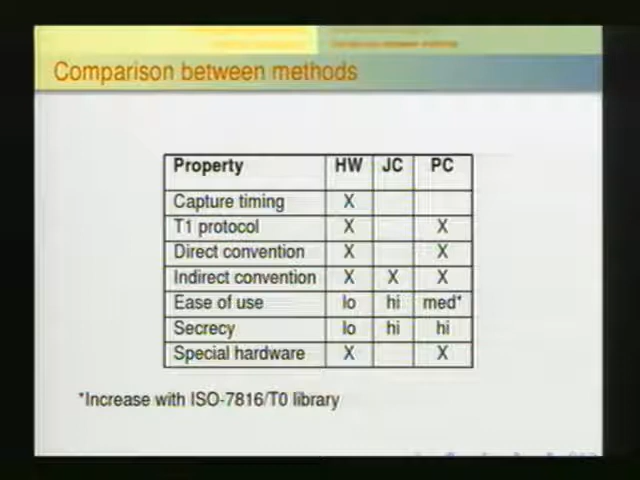 Comparison between methods
Property HW JC PC
Capture timing X
T1 protocol X X
Direct convention X X
Indirect convention X X X
Ease of use lo hi med*
Secrecy lo hi hi
Special hardware X X
*Increase with ISO-7816/T0 library